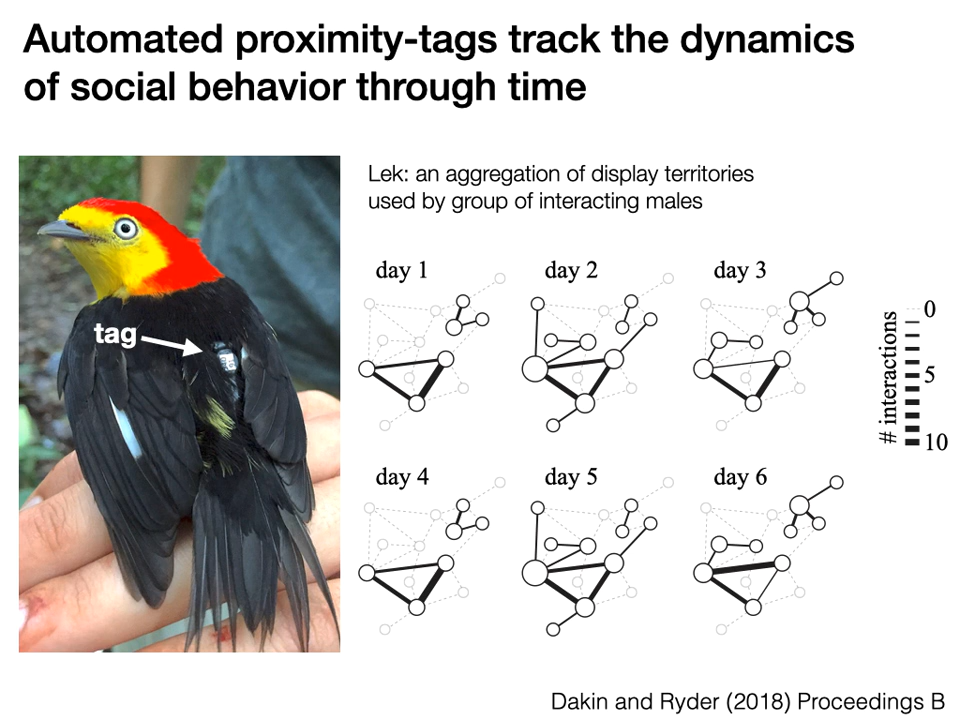 Automated proximity-tags track the dynamics
of social behavior through time
Lek: an aggregation of display territories
used by group of interacting males
tag
day 1
day 2
day 3
# interactions
0
5
10
day 4
day 5
day 6
Dakin and Ryder (2018) Proceedings B